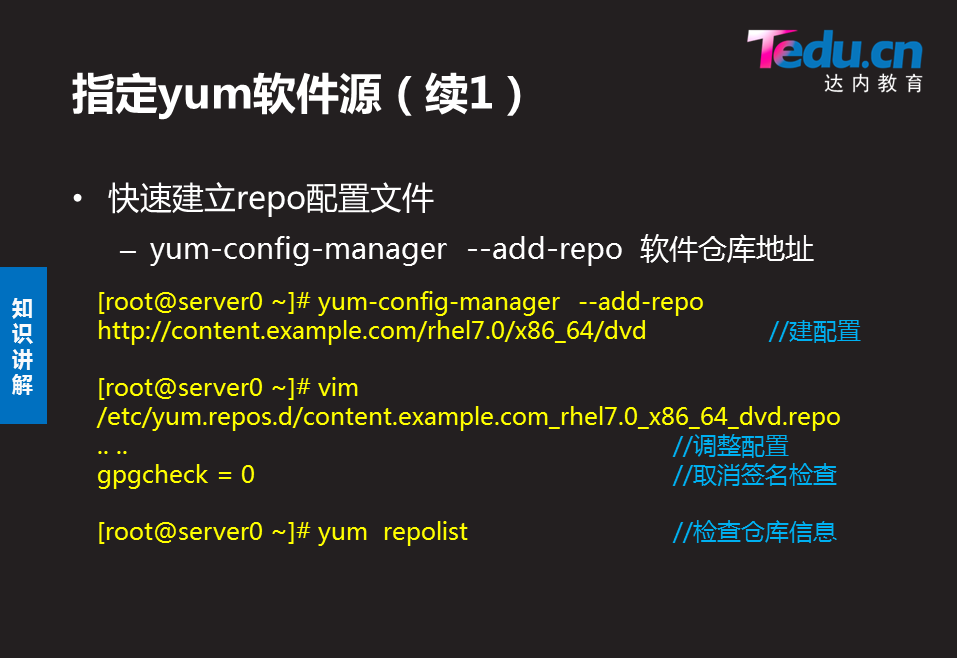 Tedu.cn
达内教育
指定yum软件源（续1）
• 快速建立repo配置文件
– yum-config-manager --add-repo 软件仓库地址
知识讲解
[root@server0 ~]# yum-config-manager --add-repo
http://content.example.com/rhel7.0/x86_64/dvd //建配置
[root@server0 ~]# vim
/etc/yum.repos.d/content.example.com_rhel7.0_x86_64_dvd.repo
.. .. //调整配置
gpgcheck = 0 //取消签名检查
[root@server0 ~]# yum repolist //检查仓库信息